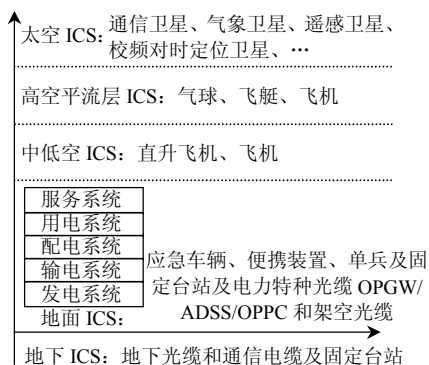 太空 ICS：通信卫星、气象卫星、遥感卫星、
校频对时定位卫星、…
高空平流层 ICS：气球、飞艇、飞机
中低空 ICS：直升飞机、飞机
服务系统
用电系统
配电系统
输电系统
发电系统
地面 ICS：
应急车辆、便携装置、单兵及固
定台站及电力特种光缆 OPGW/
ADSS/OPPC 和架空光缆
地下 ICS：地下光缆和通信电缆及固定台站